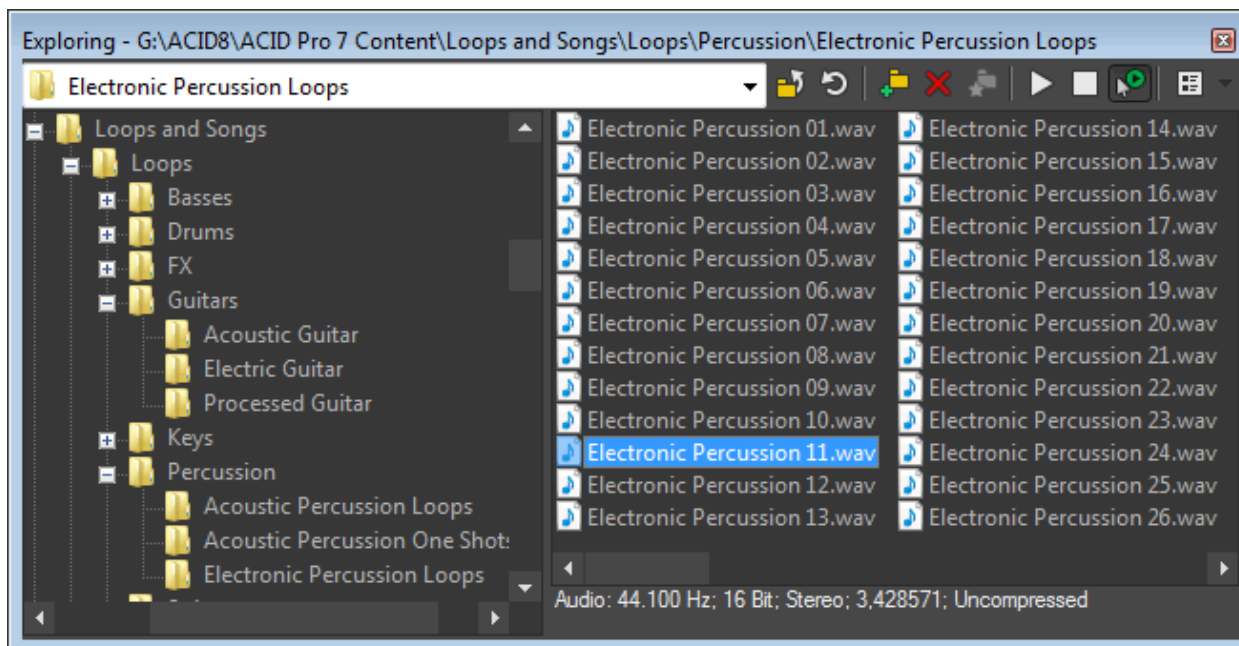 Exploring - G:\ACID8\ACID Pro 7 Content\Loops and Songs\Loops\Percussion\Electronic Percussion Loops
Electronic Percussion Loops
Loops and Songs
Loops
Basses
Drums
FX
Guitars
Acoustic Guitar
Electric Guitar
Processed Guitar
Keys
Percussion
Acoustic Percussion Loops
Acoustic Percussion One Shots
Electronic Percussion Loops
Electronic Percussion 01.wav
Electronic Percussion 02.wav
Electronic Percussion 03.wav
Electronic Percussion 04.wav
Electronic Percussion 05.wav
Electronic Percussion 06.wav
Electronic Percussion 07.wav
Electronic Percussion 08.wav
Electronic Percussion 09.wav
Electronic Percussion 10.wav
Electronic Percussion 11.wav
Electronic Percussion 12.wav
Electronic Percussion 13.wav
Electronic Percussion 14.wav
Electronic Percussion 15.wav
Electronic Percussion 16.wav
Electronic Percussion 17.wav
Electronic Percussion 18.wav
Electronic Percussion 19.wav
Electronic Percussion 20.wav
Electronic Percussion 21.wav
Electronic Percussion 22.wav
Electronic Percussion 23.wav
Electronic Percussion 24.wav
Electronic Percussion 25.wav
Electronic Percussion 26.wav
Audio: 44.100 Hz; 16 Bit; Stereo; 3,428571; Uncompressed